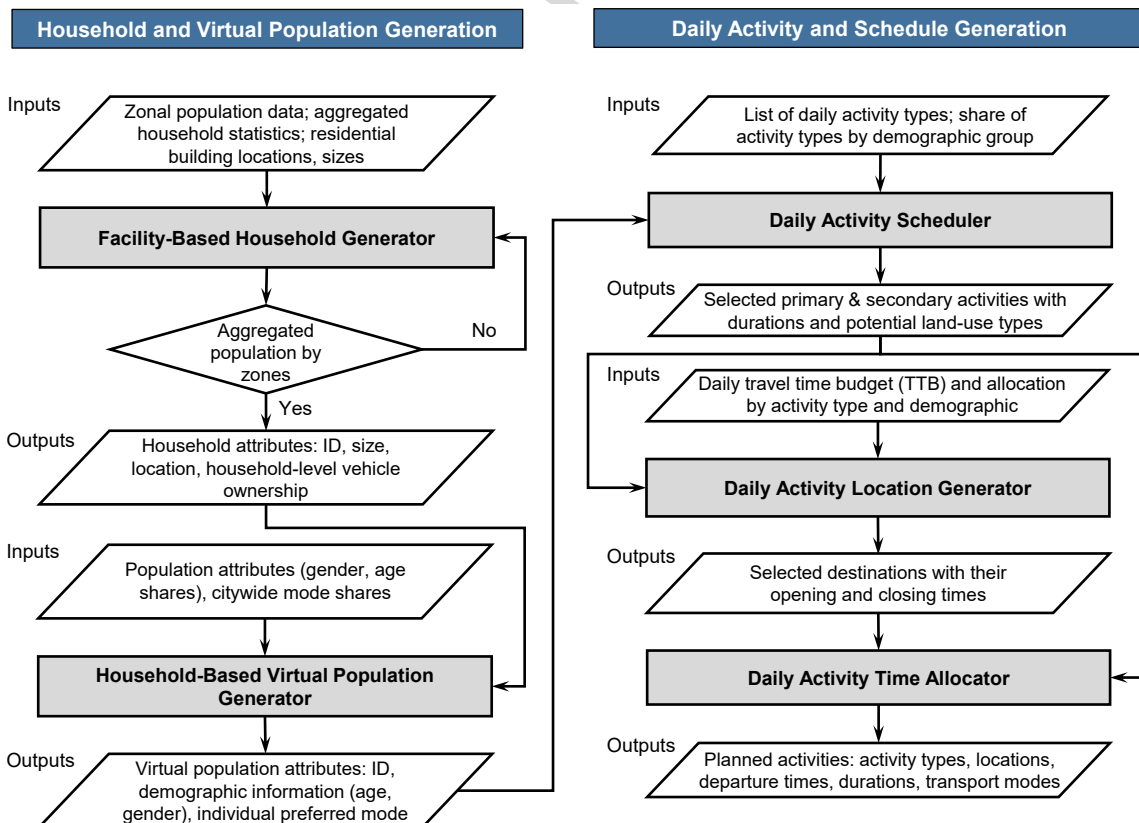 Household and Virtual Population Generation
Inputs
Zonal population data; aggregated
household statistics; residential
building locations, sizes
Facility-Based Household Generator
Aggregated
population by
zones
No
Yes
Outputs
Household attributes: ID, size,
location, household-level vehicle
ownership
Inputs
Population attributes (gender, age
shares), citywide mode shares
Household-Based Virtual Population
Generator
Outputs
Virtual population attributes: ID,
demographic information (age,
gender), individual preferred mode
Daily Activity and Schedule Generation
Inputs
List of daily activity types; share of
activity types by demographic group
Daily Activity Scheduler
Outputs
Selected primary & secondary activities with
durations and potential land-use types
Inputs
Daily travel time budget (TTB) and allocation
by activity type and demographic
Daily Activity Location Generator
Outputs
Selected destinations with their
opening and closing times
Daily Activity Time Allocator
Outputs
Planned activities: activity types, locations,
departure times, durations, transport modes